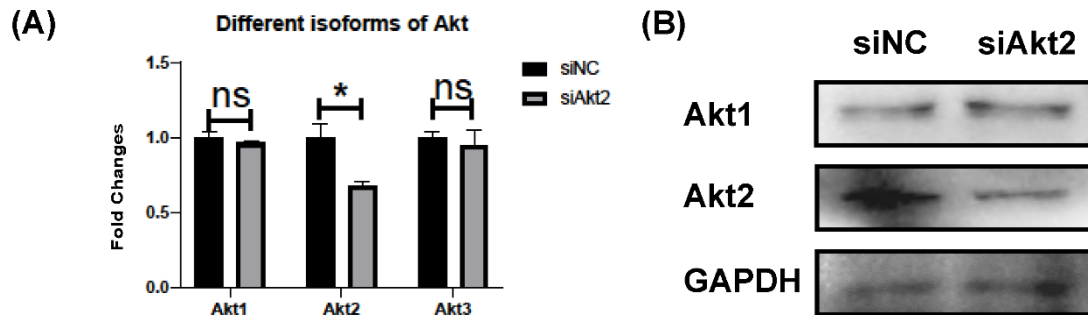 (A)
Different isoforms of Akt
Fold Changes
1.5
1.0
0.5
0.0
ns
*
ns
siNC
siAkt2
Akt1
Akt2
Akt3
(B)
siNC siAkt2
Akt1
Akt2
GAPDH